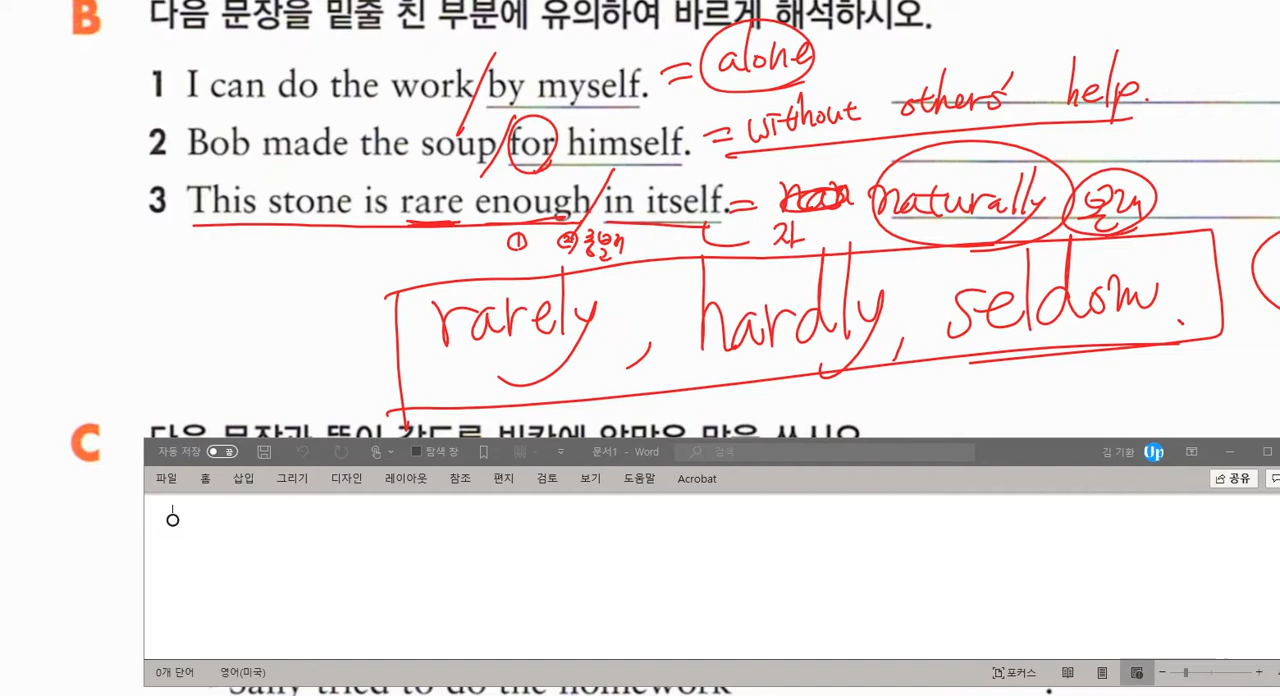 B 다음 문장을 밑줄 친 부분에 유의하여 바르게 해석하시오.
1 I can do the work by myself. = alone
2 Bob made the soup for himself. = without others' help.
3 This stone is rare enough in itself. = naturally 본래
① ② 충분히
rarely, hardly, seldom.
C 다음 문장과 뜻이 같도록 빈칸에 알맞은 말을 쓰시오.
자동 저장 끔 탐색 창 문서1 - Word 검색 김 기환 Up
파일 홈 삽입 그리기 디자인 레이아웃 참조 편지 검토 보기 도움말 Acrobat 공유
0개 단어 영어(미국) 포커스
Sally tried to do the homework